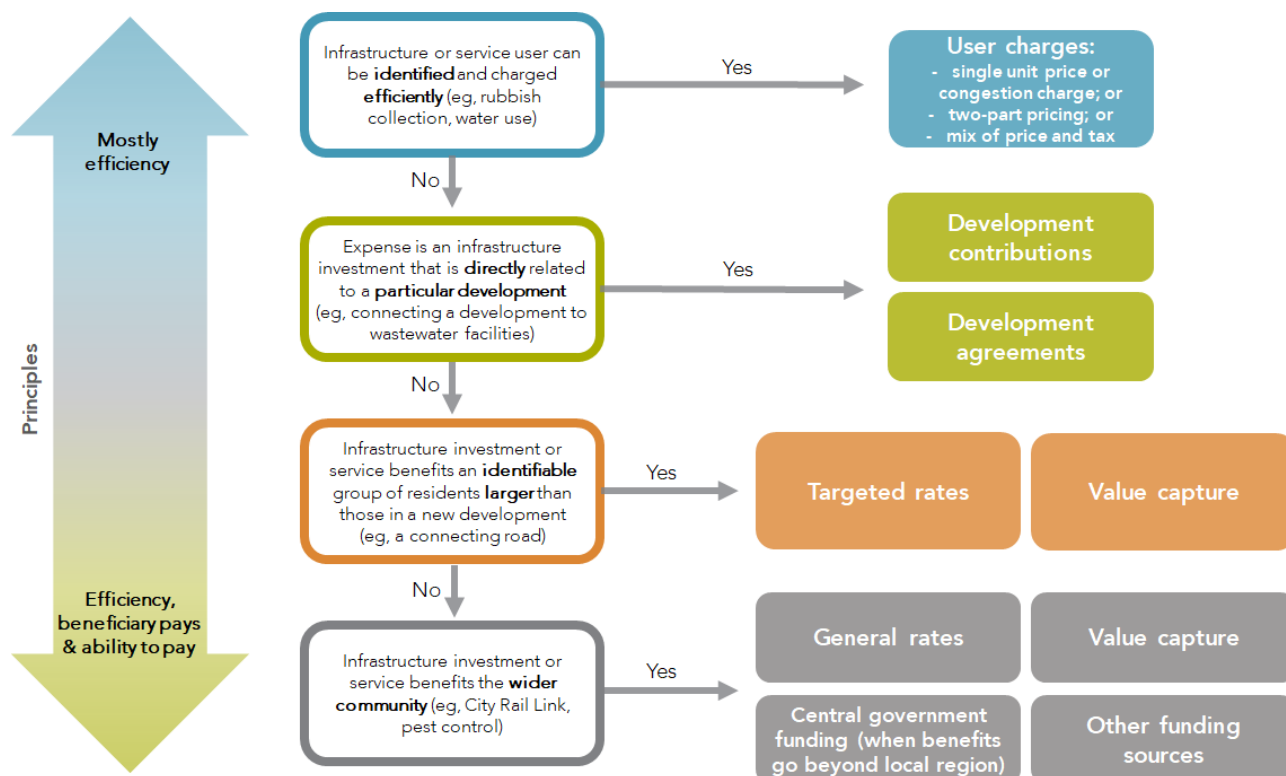 Principles
Mostly
efficiency
Efficiency,
beneficiary pays
& ability to pay
Infrastructure or service user can
be identified and charged
efficiently (eg, rubbish
collection, water use)
Yes
User charges:
- single unit price or
congestion charge; or
- two-part pricing; or
- mix of price and tax
No
Expense is an infrastructure
investment that is directly related
to a particular development
(eg, connecting a development to
wastewater facilities)
Yes
Development
contributions
Development
agreements
No
Infrastructure investment or
service benefits an identifiable
group of residents larger than
those in a new development
(eg, a connecting road)
Yes
Targeted rates
Value capture
No
Infrastructure investment or
service benefits the wider
community (eg, City Rail Link,
pest control)
Yes
General rates
Value capture
Central government
funding (when benefits
go beyond local region)
Other funding
sources